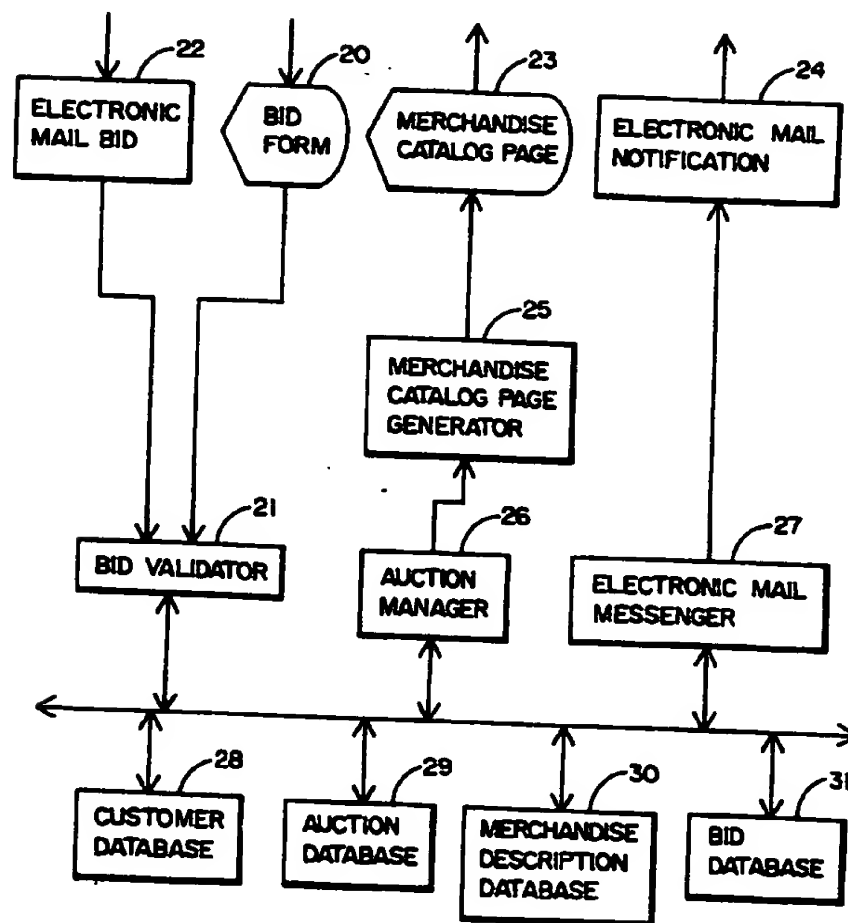 22
20
23
24
ELECTRONIC
MAIL BID
BID
FORM
MERCHANDISE
CATALOG PAGE
ELECTRONIC MAIL
NOTIFICATION
25
MERCHANDISE
CATALOG PAGE
GENERATOR
21
26
27
BID VALIDATOR
AUCTION
MANAGER
ELECTRONIC MAIL
MESSENGER
28
29
30
31
CUSTOMER
DATABASE
AUCTION
DATABASE
MERCHANDISE
DESCRIPTION
DATABASE
BID
DATABASE